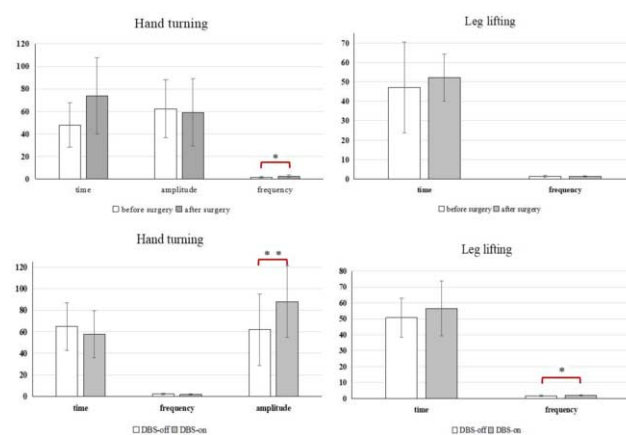 Hand turning
120
100
80
60
40
20
0
time amplitude frequency
*
□ before surgery ■ after surgery
Leg lifting
70
60
50
40
30
20
10
0
time frequency
□ before surgery ■ after surgery
Hand turning
120
100
80
60
40
20
0
time frequency amplitude
* *
□ DBS-off ■ DBS-on
Leg lifting
80
70
60
50
40
30
20
10
0
time frequency
*
□ DBS-off ■ DBS-on